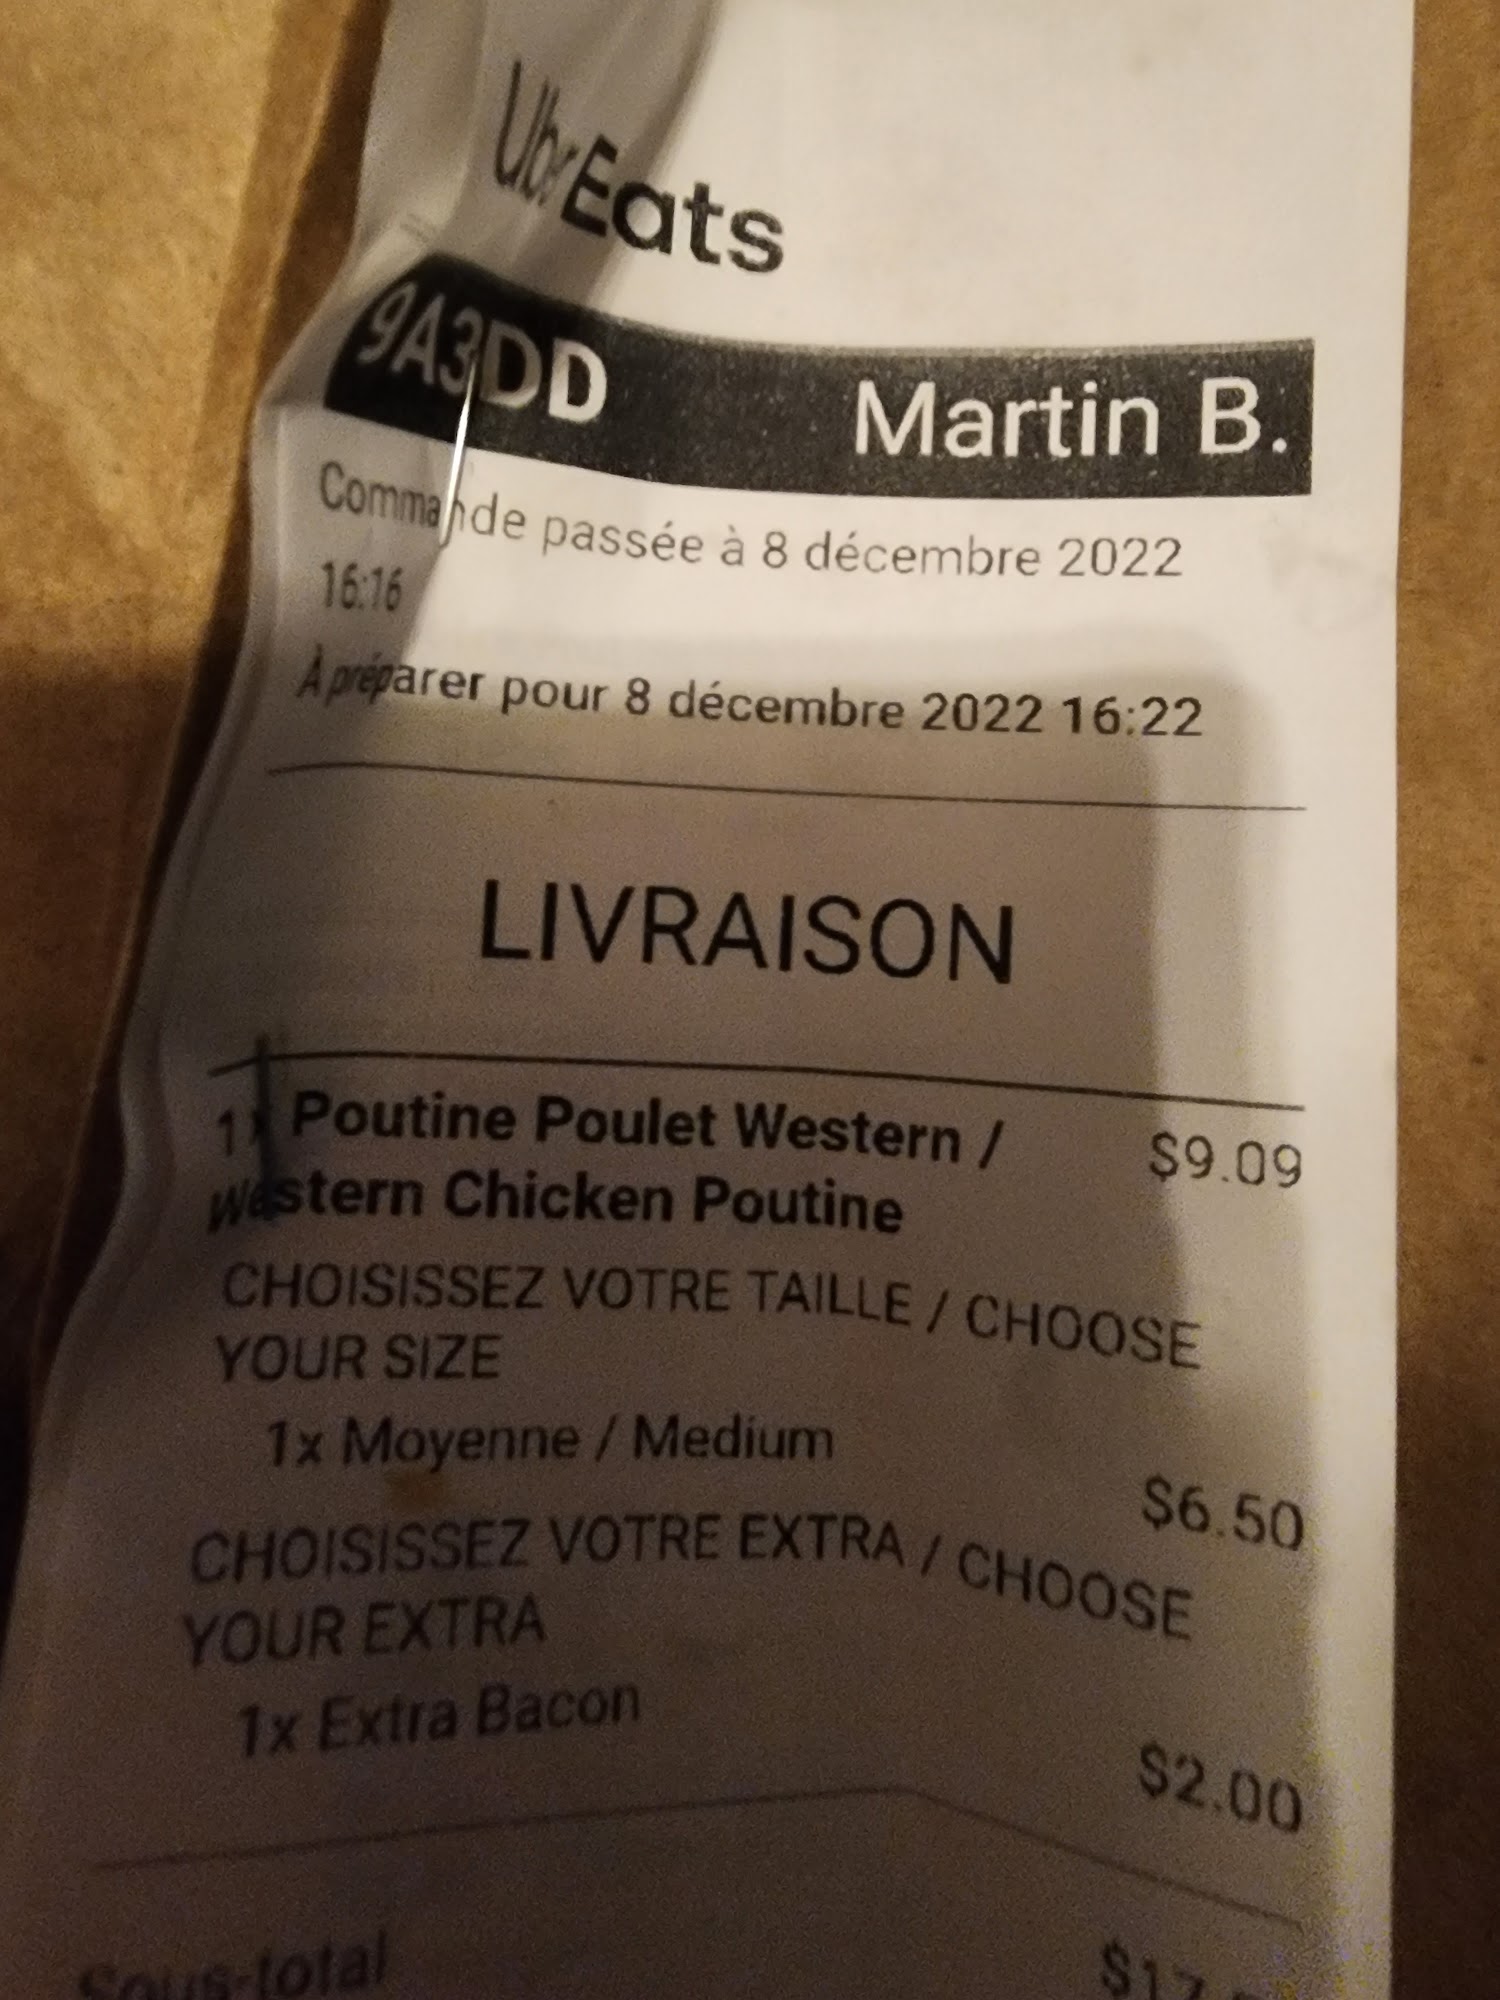 Uber Eats
9A3DD Martin B.
Commande passée à 8 décembre 2022
16:16
À préparer pour 8 décembre 2022 16:22
LIVRAISON
1x Poutine Poulet Western / $9.09
Western Chicken Poutine
CHOISISSEZ VOTRE TAILLE / CHOOSE
YOUR SIZE
1x Moyenne / Medium
$6.50
CHOISISSEZ VOTRE EXTRA / CHOOSE
YOUR EXTRA
1x Extra Bacon
$2.00
Sous-total